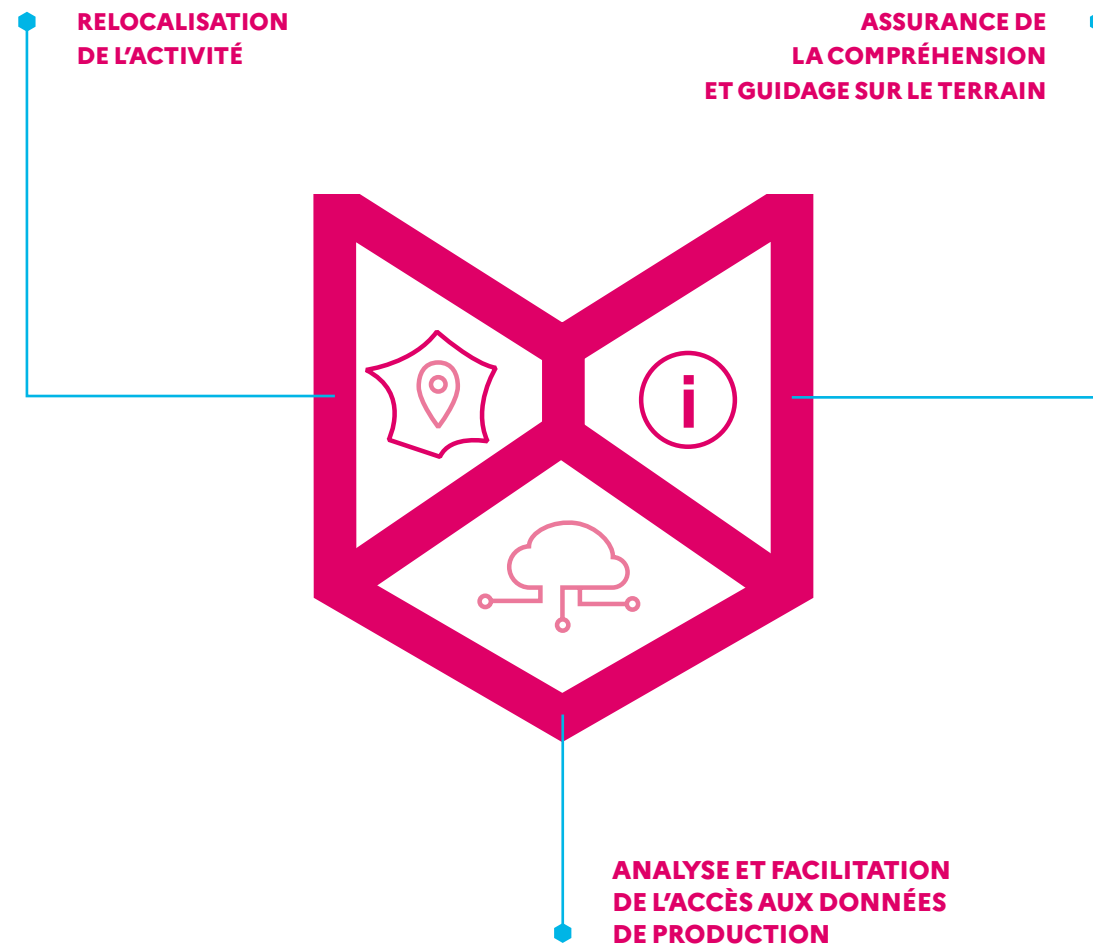 RELOCALISATION
DE L’ACTIVITÉ
ASSURANCE DE
LA COMPRÉHENSION
ET GUIDAGE SUR LE TERRAIN
i
ANALYSE ET FACILITATION
DE L’ACCÈS AUX DONNÉES
DE PRODUCTION